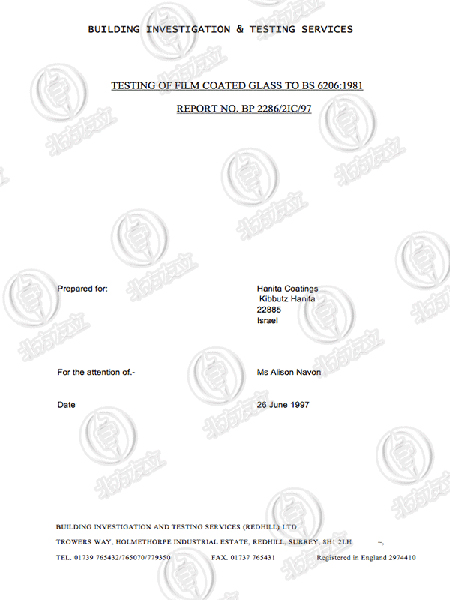 BUILDING INVESTIGATION & TESTING SERVICES
TESTING OF FILM COATED GLASS TO BS 6206:1981
REPORT NO. BP 2286/2IC/97
Prepared for:
Hanita Coatings
Kibbutz Hanita
22885
Israel
For the attention of.-
Ms Alison Navon
Date
26 June 1997
BUILDING INVESTIGATION AND TESTING SERVICES (REDHILL) LTD
TROWERS WAY, HOLMETHORPE INDUSTRIAL ESTATE, REDHILL, SURREY, 2LH
TEL. 01739 765432/765070/779350
FAX. 01737 765431
Registered in England 2974410